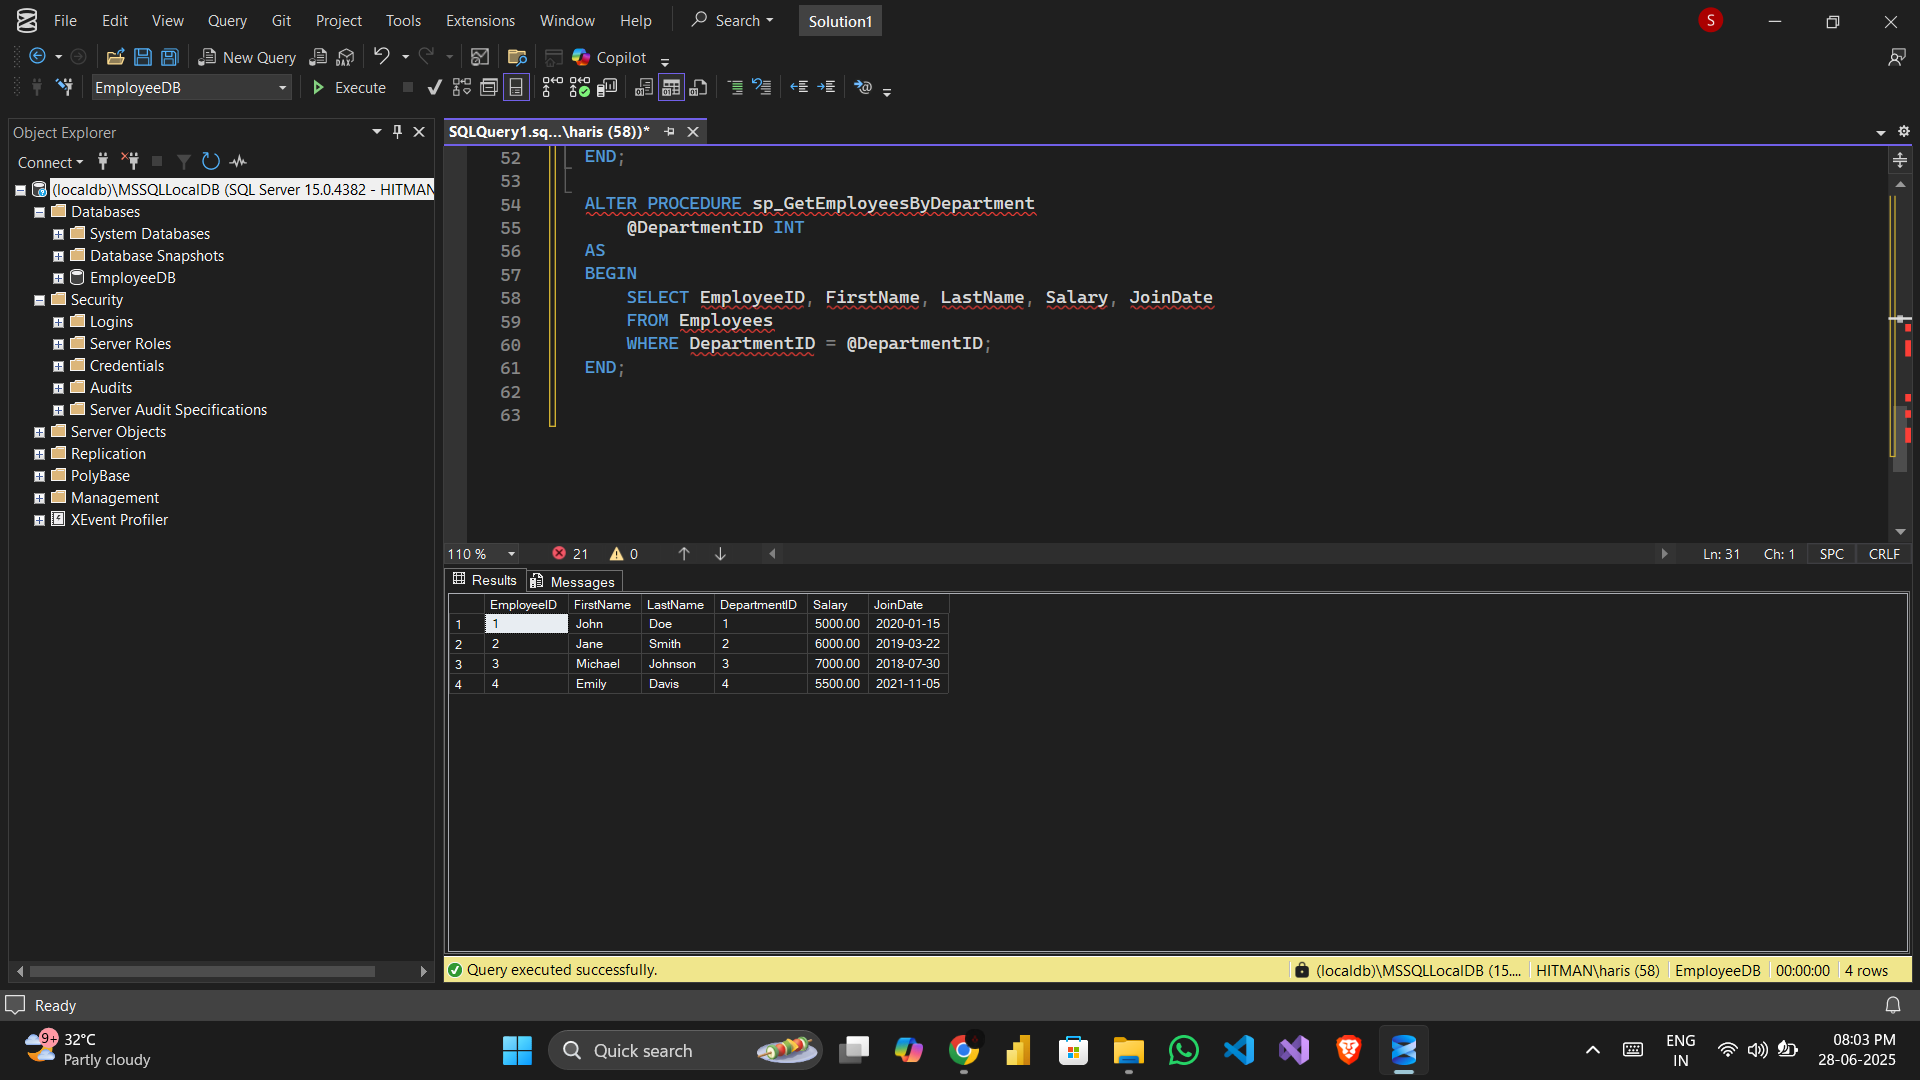 File Edit View Query Git Project Tools Extensions Window Help Search Solution1 S
New Query DAX Copilot
EmployeeDB Execute
Object Explorer
Connect
(localdb)\MSSQLLocalDB (SQL Server 15.0.4382 - HITMAN
Databases
System Databases
Database Snapshots
EmployeeDB
Security
Logins
Server Roles
Credentials
Audits
Server Audit Specifications
Server Objects
Replication
PolyBase
Management
XEvent Profiler
SQLQuery1.sq...\haris (58))*
52 END;
53
54 ALTER PROCEDURE sp_GetEmployeesByDepartment
55 @DepartmentID INT
56 AS
57 BEGIN
58 SELECT EmployeeID, FirstName, LastName, Salary, JoinDate
59 FROM Employees
60 WHERE DepartmentID = @DepartmentID;
61 END;
62
63
110 % 21 0 Ln: 31 Ch: 1 SPC CRLF
Results Messages
EmployeeID FirstName LastName DepartmentID Salary JoinDate
1 1 John Doe 1 5000.00 2020-01-15
2 2 Jane Smith 2 6000.00 2019-03-22
3 3 Michael Johnson 3 7000.00 2018-07-30
4 4 Emily Davis 4 5500.00 2021-11-05
Query executed successfully. (localdb)\MSSQLLocalDB (15.... HITMAN\haris (58) EmployeeDB 00:00:00 4 rows
Ready
9+ 32°C
Partly cloudy
Quick search
ENG
IN
08:03 PM
28-06-2025